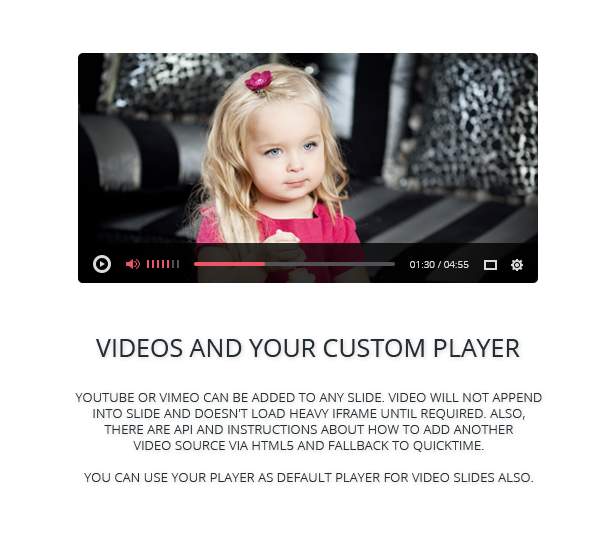 01:30 / 04:55
VIDEOS AND YOUR CUSTOM PLAYER
YOUTUBE OR VIMEO CAN BE ADDED TO ANY SLIDE. VIDEO WILL NOT APPEND
INTO SLIDE AND DOESN'T LOAD HEAVY IFRAME UNTIL REQUIRED. ALSO,
THERE ARE API AND INSTRUCTIONS ABOUT HOW TO ADD ANOTHER
VIDEO SOURCE VIA HTML5 AND FALLBACK TO QUICKTIME.
YOU CAN USE YOUR PLAYER AS DEFAULT PLAYER FOR VIDEO SLIDES ALSO.